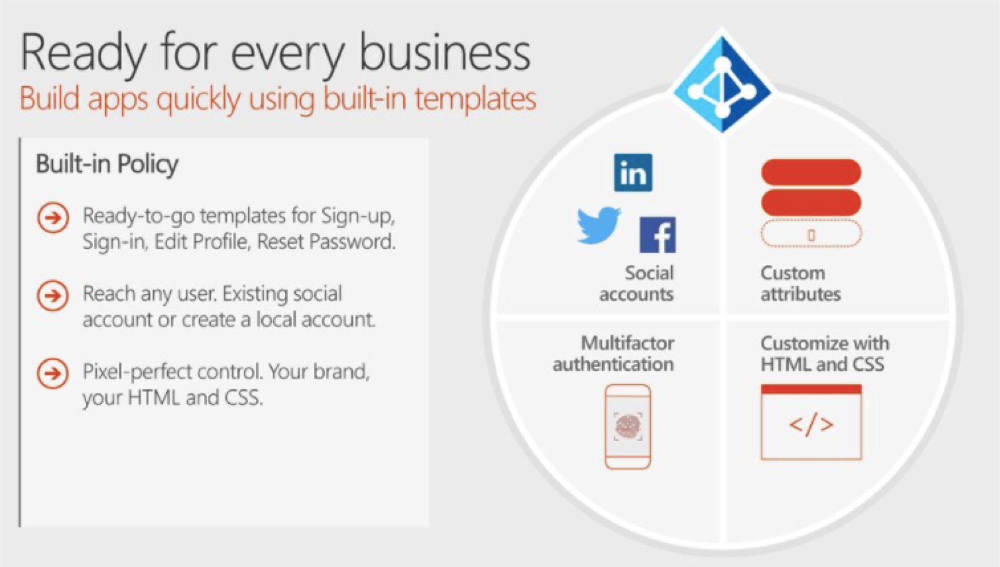 Ready for every business
Build apps quickly using built-in templates
Built-in Policy
Ready-to-go templates for Sign-up,
Sign-in, Edit Profile, Reset Password.
Reach any user. Existing social
account or create a local account.
Pixel-perfect control. Your brand,
your HTML and CSS.
in
f
Social
accounts
Custom
attributes
Multifactor
authentication
Customize with
HTML and CSS
</>